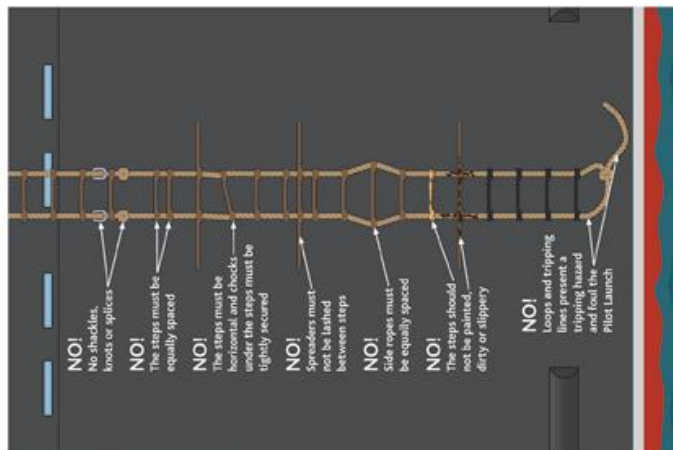 NO!
No shackles,
knots or splices
NO!
The steps must be
equally spaced
NO!
The steps must be
horizontal and chocks
under the steps must be
tightly secured
NO!
Spreaders must
not be lashed
between steps
NO!
Side ropes must
be equally spaced
NO!
The steps should
not be painted,
dirty or slippery
NO!
Loops and tripping
lines present a
tripping hazard
and foul the
Pilot Launch